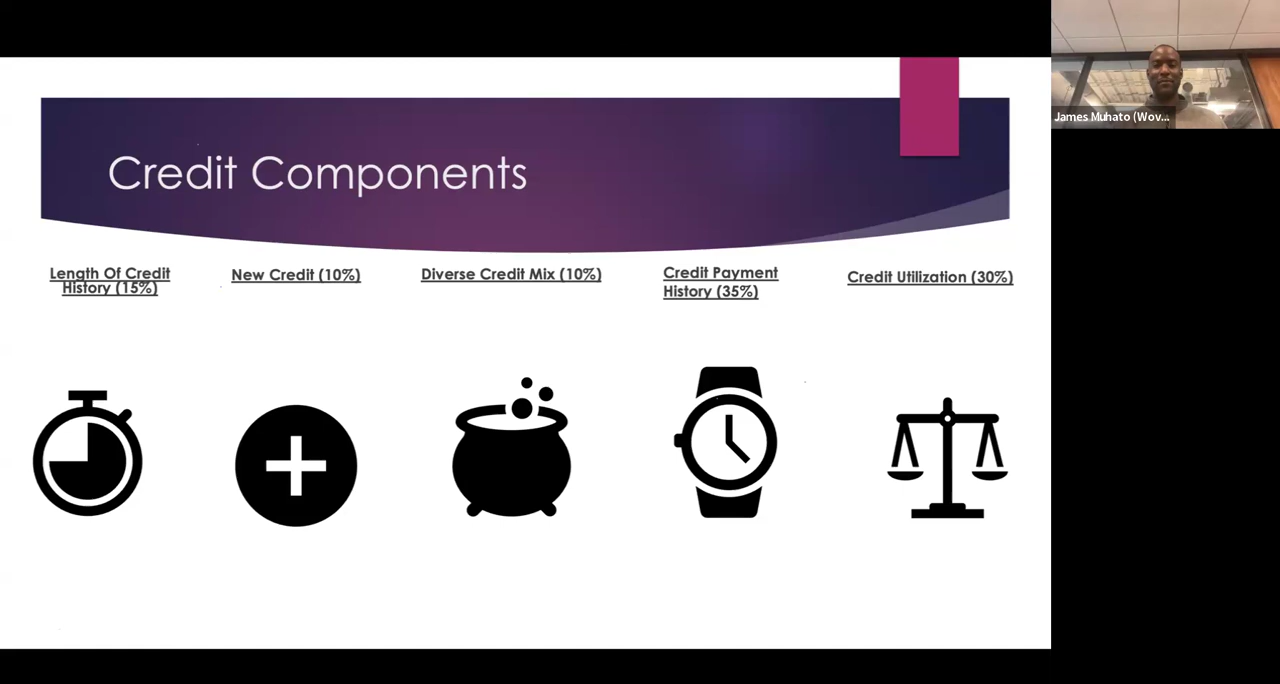 Credit Components
Length Of Credit
History (15%)
New Credit (10%)
Diverse Credit Mix (10%)
Credit Payment
History (35%)
Credit Utilization (30%)
James Muhato (Wov...